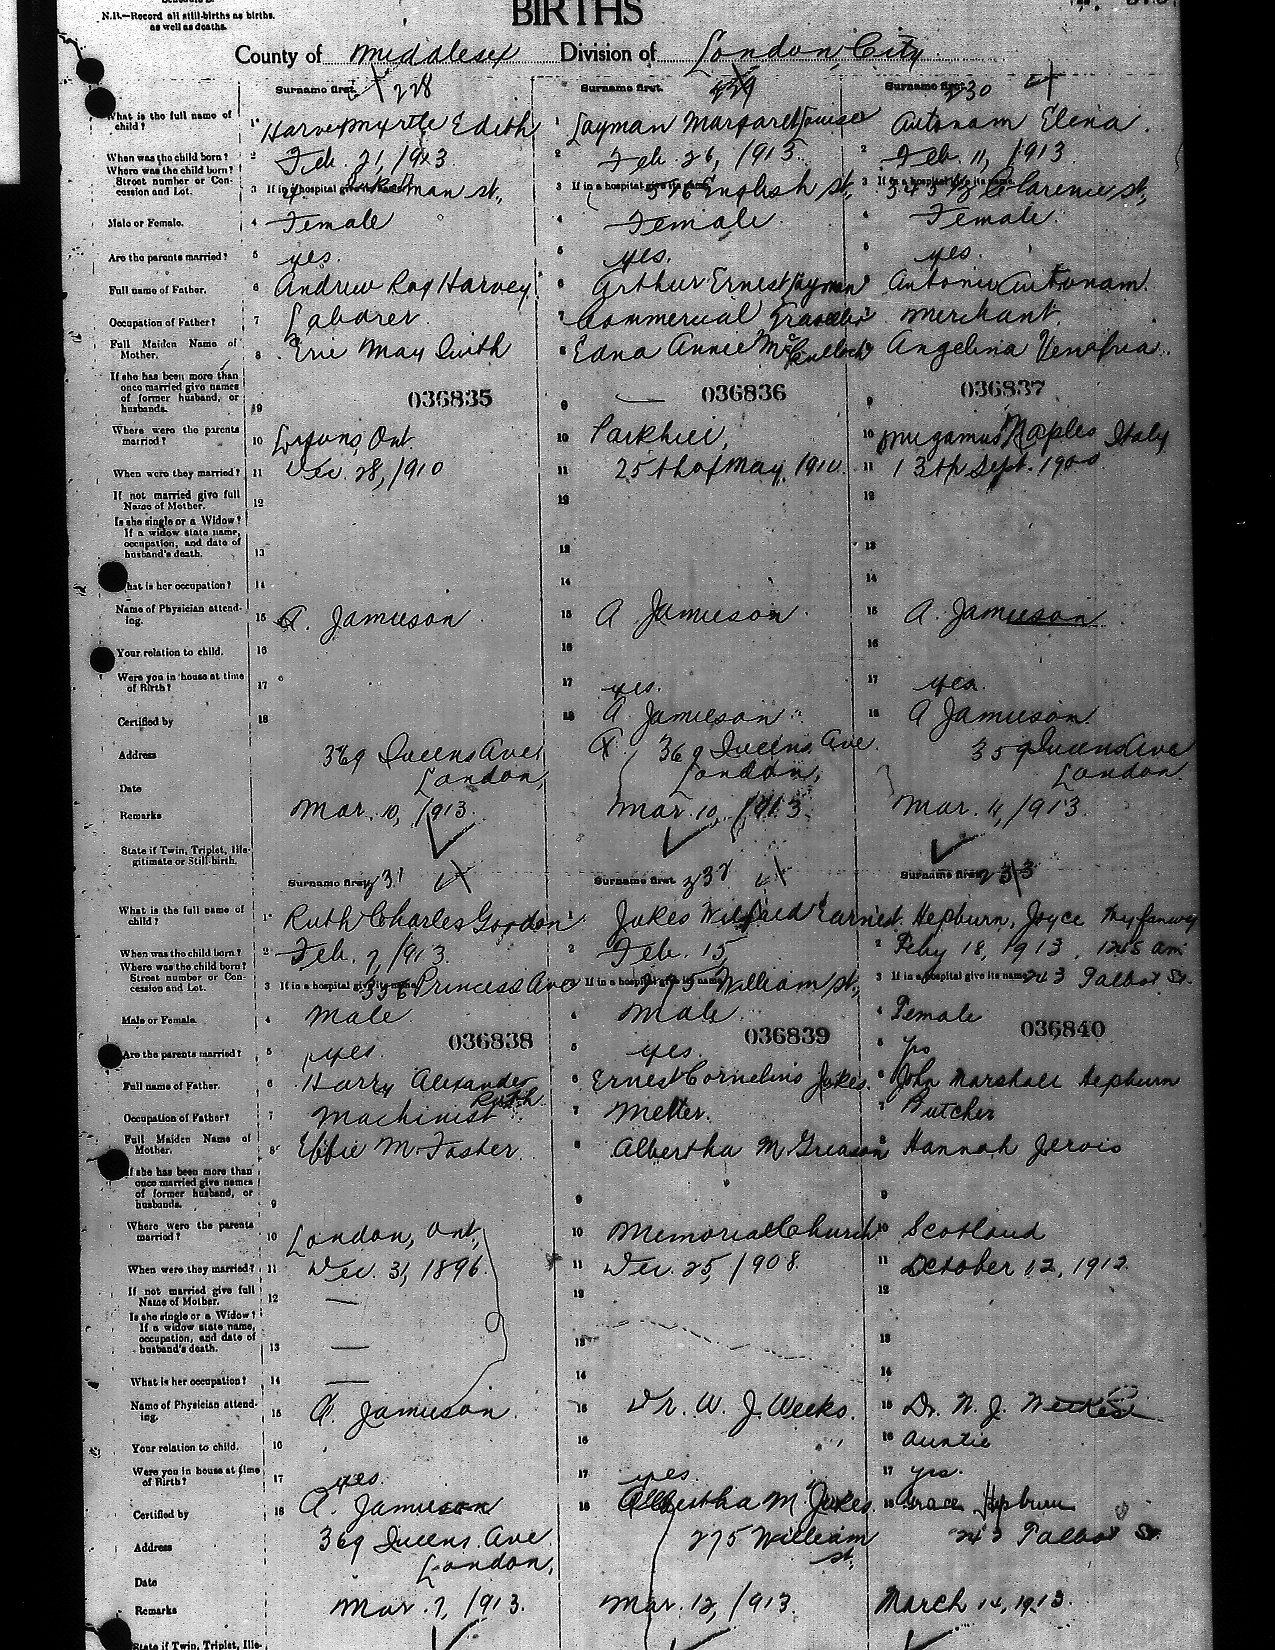 N.B.—Record all still-births as births.
as well as deaths.
BIRTHS
County of Middlesex Division of London City
Surname first. 228 Surname first. 229 Surname first. 230
What is the full name of child? 1 Harvey Myrtle Edith 1 Layman Margaret Louise 1 Autonam Elena
When was the child born? 2 Feb. 21, 1913. 2 Feb. 26, 1913. 2 Feb. 11, 1913
Where was the child born? Street number or Concession and Lot. 3 If in a hospital give its name man st., 3 If in a hospital give its name 576 English st, 3 If in a hospital give its name Clarence st,
Male or Female. 4 Female 4 Female 4 Female
Are the parents married? 5 yes. 5 yes. 5 yes.
Full name of Father. 6 Andrew Roy Harvey 6 Arthur Ernest Layman 6 Antonio Autonam
Occupation of Father? 7 Laborer 7 Commercial Traveller 7 Merchant
Full Maiden Name of Mother. 8 May Smith 8 Edna Annie McCulloch 8 Angelina Venafria
If she has been more than once married give names of former husband, or husbands. 9 036835 9 036836 9 036837
Where were the parents married? 10 Lyons, Ont 10 Parkhill, 10 Naples Italy
When were they married? 11 Dec. 28, 1910 11 25th of May, 1910. 11 13th Sept. 1900
If not married give full Name of Mother. 12 12 12
Is she single or a Widow? If a widow state name, occupation, and date of husband's death. 13 13 13
What is her occupation? 14 14 14
Name of Physician attending. 15 A. Jamieson 15 A Jamieson 15 A. Jamieson
Your relation to child. 16 16 16
Were you in house at time of Birth? 17 17 yes. 17 yes.
Certified by 18 18 A Jamieson 18 A Jamieson
Address 369 Queens Ave, London, 369 Queens Ave London, 359 Queens Ave London.
Date
Remarks Mar. 10, 1913. Mar. 10, 1913. Mar. 11, 1913.
State if Twin, Triplet, Illegitimate or Still birth.
Surname first. 231 Surname first. 232 Surname first. 233
What is the full name of child? 1 Ruth Charles Gordon 1 Jukes Wilfred Earnest 1 Hepburn, Joyce Myfanwy
When was the child born? 2 Feb. 7, 1913. 2 Feb. 15, 2 Feby 18, 1913, 12.5 am
Where was the child born? Street number or Concession and Lot. 3 If in a hospital give its name 336 Princess Ave 3 If in a hospital give its name 275 William st., 3 If in a hospital give its name 243 Talbot St.
Male or Female. 4 Male 4 Male 4 Female
036838 036839 036840
Are the parents married? 5 yes. 5 yes. 5 yes
Full name of Father. 6 Harry Alexander Ruth 6 Ernest Cornelius Jukes. 6 John Marshall Hepburn
Occupation of Father? 7 Machinist 7 Melter. 7 Butcher
Full Maiden Name of Mother. 8 Effie M. Foster 8 Albertha M. Greason 8 Hannah Jervis
If she has been more than once married give names of former husband, or husbands. 9 9 9
Where were the parents married? 10 London, Ont, 10 Memorial Church 10 Scotland
When were they married? 11 Dec. 31, 1896. 11 Dec. 25, 1908. 11 October 12, 1912.
If not married give full Name of Mother. 12 — 12 12
Is she single or a Widow? If a widow state name, occupation, and date of husband's death. 13 — 13 13
What is her occupation? 14 — 14 14
Name of Physician attending. 15 A. Jamieson. 15 Dr. W. J. Weeks. 15 Dr. W. J. Weekes
Your relation to child. 16 16 16 Auntie
Were you in house at time of Birth? 17 yes. 17 yes. 17 yes.
Certified by 18 A. Jamieson 18 Albertha M Jukes 18 Grace Hepburn
Address 369 Queens Ave London, 275 William st. 243 Talbot St.
Date
Remarks Mar. 7, 1913. Mar. 12, 1913. March 14, 1913.
State if Twin, Triplet, Ille-